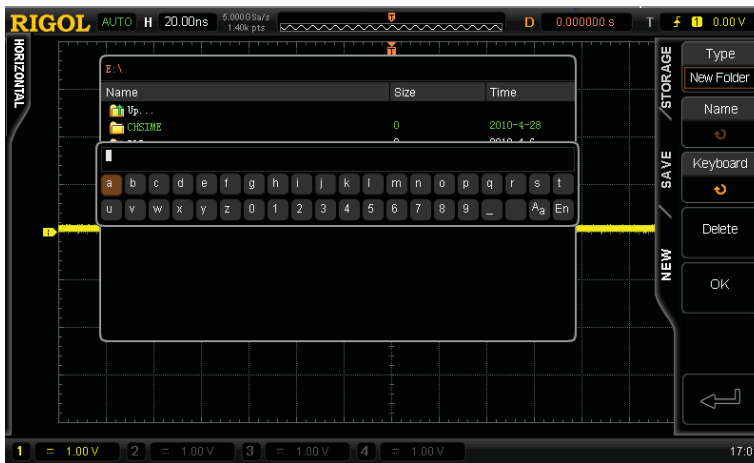 RIGOL AUTO H 20.00ns 5.000GSa/s 1.40k pts D 0.000000 s T 1 0.00 V
HORIZONTAL
E:\
Name Size Time
Up...
CHSIME 0 2010-4-28
a b c d e f g h i j k l m n o p q r s t
u v w x y z 0 1 2 3 4 5 6 7 8 9 _ Aa En
STORAGE
SAVE
NEW
Type
New Folder
Name
Keyboard
Delete
OK
1 = 1.00 V 2 = 1.00 V 3 = 1.00 V 4 = 1.00 V 17:0